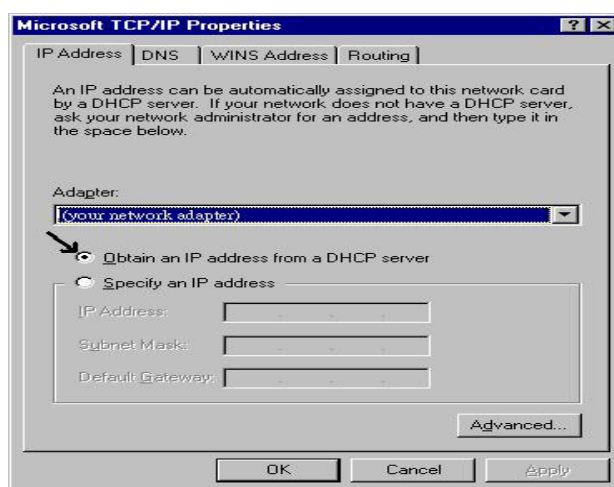 Microsoft TCP/IP Properties
IP Address DNS WINS Address Routing
An IP address can be automatically assigned to this network card
by a DHCP server. If your network does not have a DHCP server,
ask your network administrator for an address, and then type it in
the space below.
Adapter:
(your network adapter)
Obtain an IP address from a DHCP server
Specify an IP address
IP Address:
Subnet Mask:
Default Gateway:
Advanced...
OK Cancel Apply